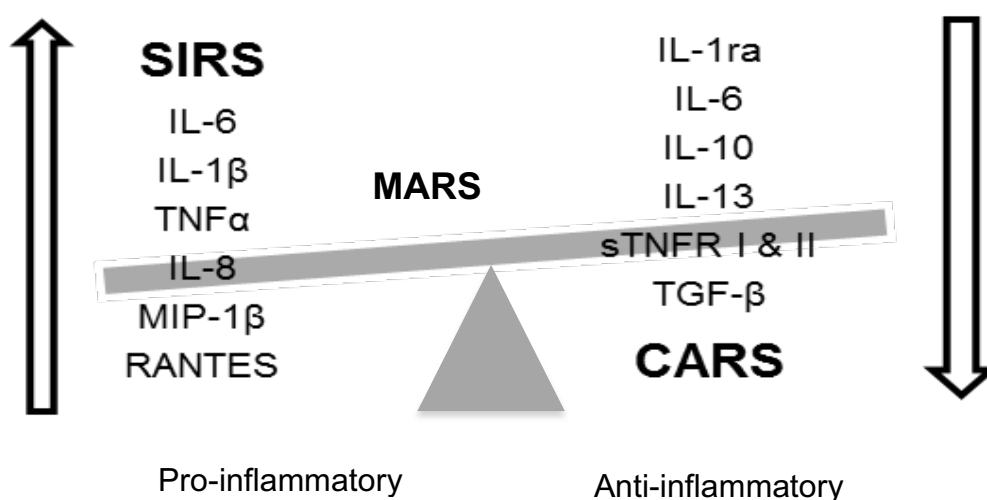 SIRS
IL-6
IL-1β
TNFα
IL-8
MIP-1β
RANTES
MARS
IL-1ra
IL-6
IL-10
IL-13
sTNFR I & II
TGF-β
CARS
Pro-inflammatory
Anti-inflammatory